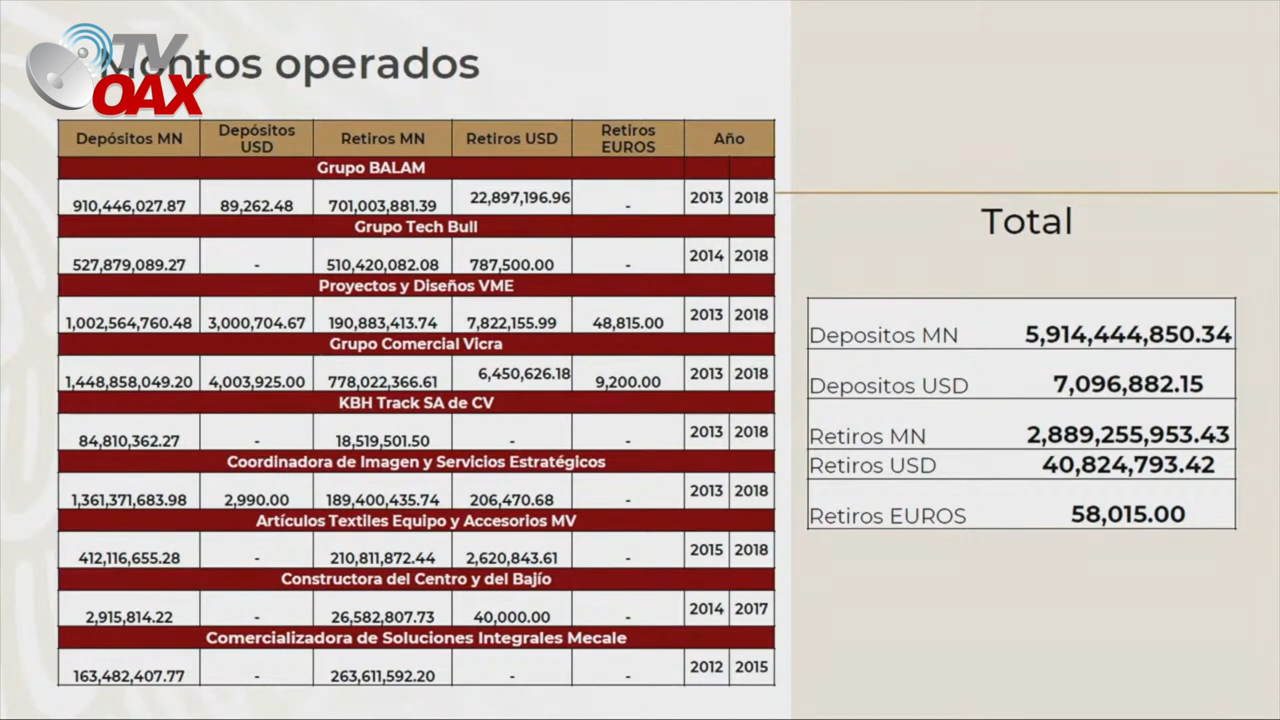 TV
OAX
Montos operados
Depósitos MN Depósitos USD Retiros MN Retiros USD Retiros EUROS Año
Grupo BALAM
910,446,027.87 89,262.48 701,003,881.39 22,897,196.96 - 2013 2018
Grupo Tech Bull
527,879,089.27 - 510,420,082.08 787,500.00 - 2014 2018
Proyectos y Diseños VME
1,002,564,760.48 3,000,704.67 190,883,413.74 7,822,155.99 48,815.00 2013 2018
Grupo Comercial Vicra
1,448,858,049.20 4,003,925.00 778,022,366.61 6,450,626.18 9,200.00 2013 2018
KBH Track SA de CV
84,810,362.27 - 18,519,501.50 - - 2013 2018
Coordinadora de Imagen y Servicios Estratégicos
1,361,371,683.98 2,990.00 189,400,435.74 206,470.68 - 2013 2018
Artículos Textiles Equipo y Accesorios MV
412,116,655.28 - 210,811,872.44 2,620,843.61 - 2015 2018
Constructora del Centro y del Bajío
2,915,814.22 - 26,582,807.73 40,000.00 - 2014 2017
Comercializadora de Soluciones Integrales Mecale
163,482,407.77 - 263,611,592.20 - - 2012 2015
Total
Depositos MN 5,914,444,850.34
Depositos USD 7,096,882.15
Retiros MN 2,889,255,953.43
Retiros USD 40,824,793.42
Retiros EUROS 58,015.00